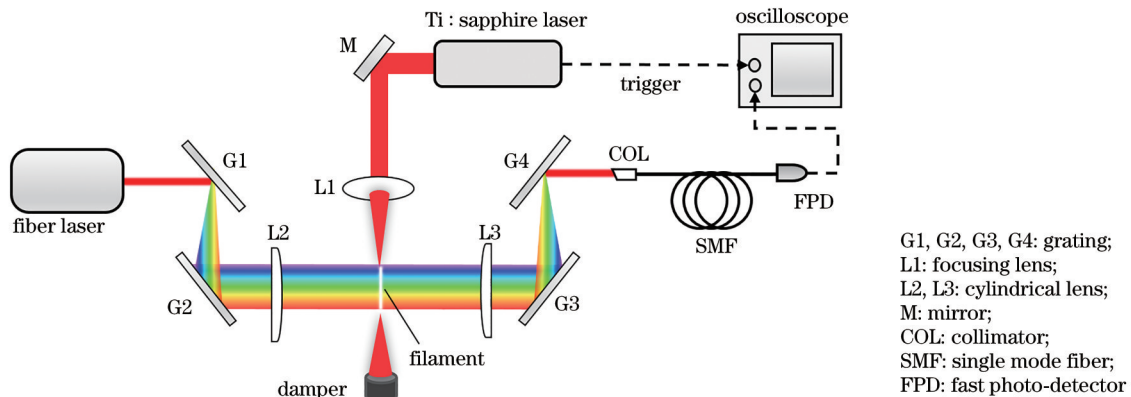 Ti : sapphire laser
oscilloscope
M
trigger
G1
G4
COL
L1
fiber laser
FPD
L2
L3
SMF
G2
G3
filament
damper
G1, G2, G3, G4: grating;
L1: focusing lens;
L2, L3: cylindrical lens;
M: mirror;
COL: collimator;
SMF: single mode fiber;
FPD: fast photo-detector